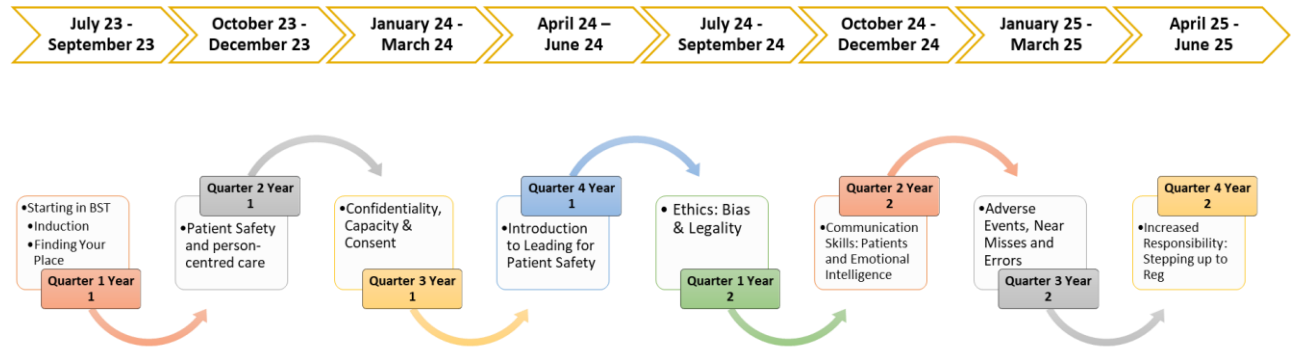 July 23 -
September 23
October 23 -
December 23
January 24 -
March 24
April 24 –
June 24
July 24 -
September 24
October 24 -
December 24
January 25 -
March 25
April 25 -
June 25
•Starting in BST
•Induction
•Finding Your
Place
Quarter 1 Year
1
Quarter 2 Year
1
•Patient Safety
and person-
centred care
•Confidentiality,
Capacity &
Consent
Quarter 3 Year
1
Quarter 4 Year
1
•Introduction
to Leading for
Patient Safety
• Ethics: Bias
& Legality
Quarter 1 Year
2
Quarter 2 Year
2
•Communication
Skills: Patients
and Emotional
Intelligence
•Adverse
Events, Near
Misses and
Errors
Quarter 3 Year
2
Quarter 4 Year
2
•Increased
Responsibility:
Stepping up to
Reg